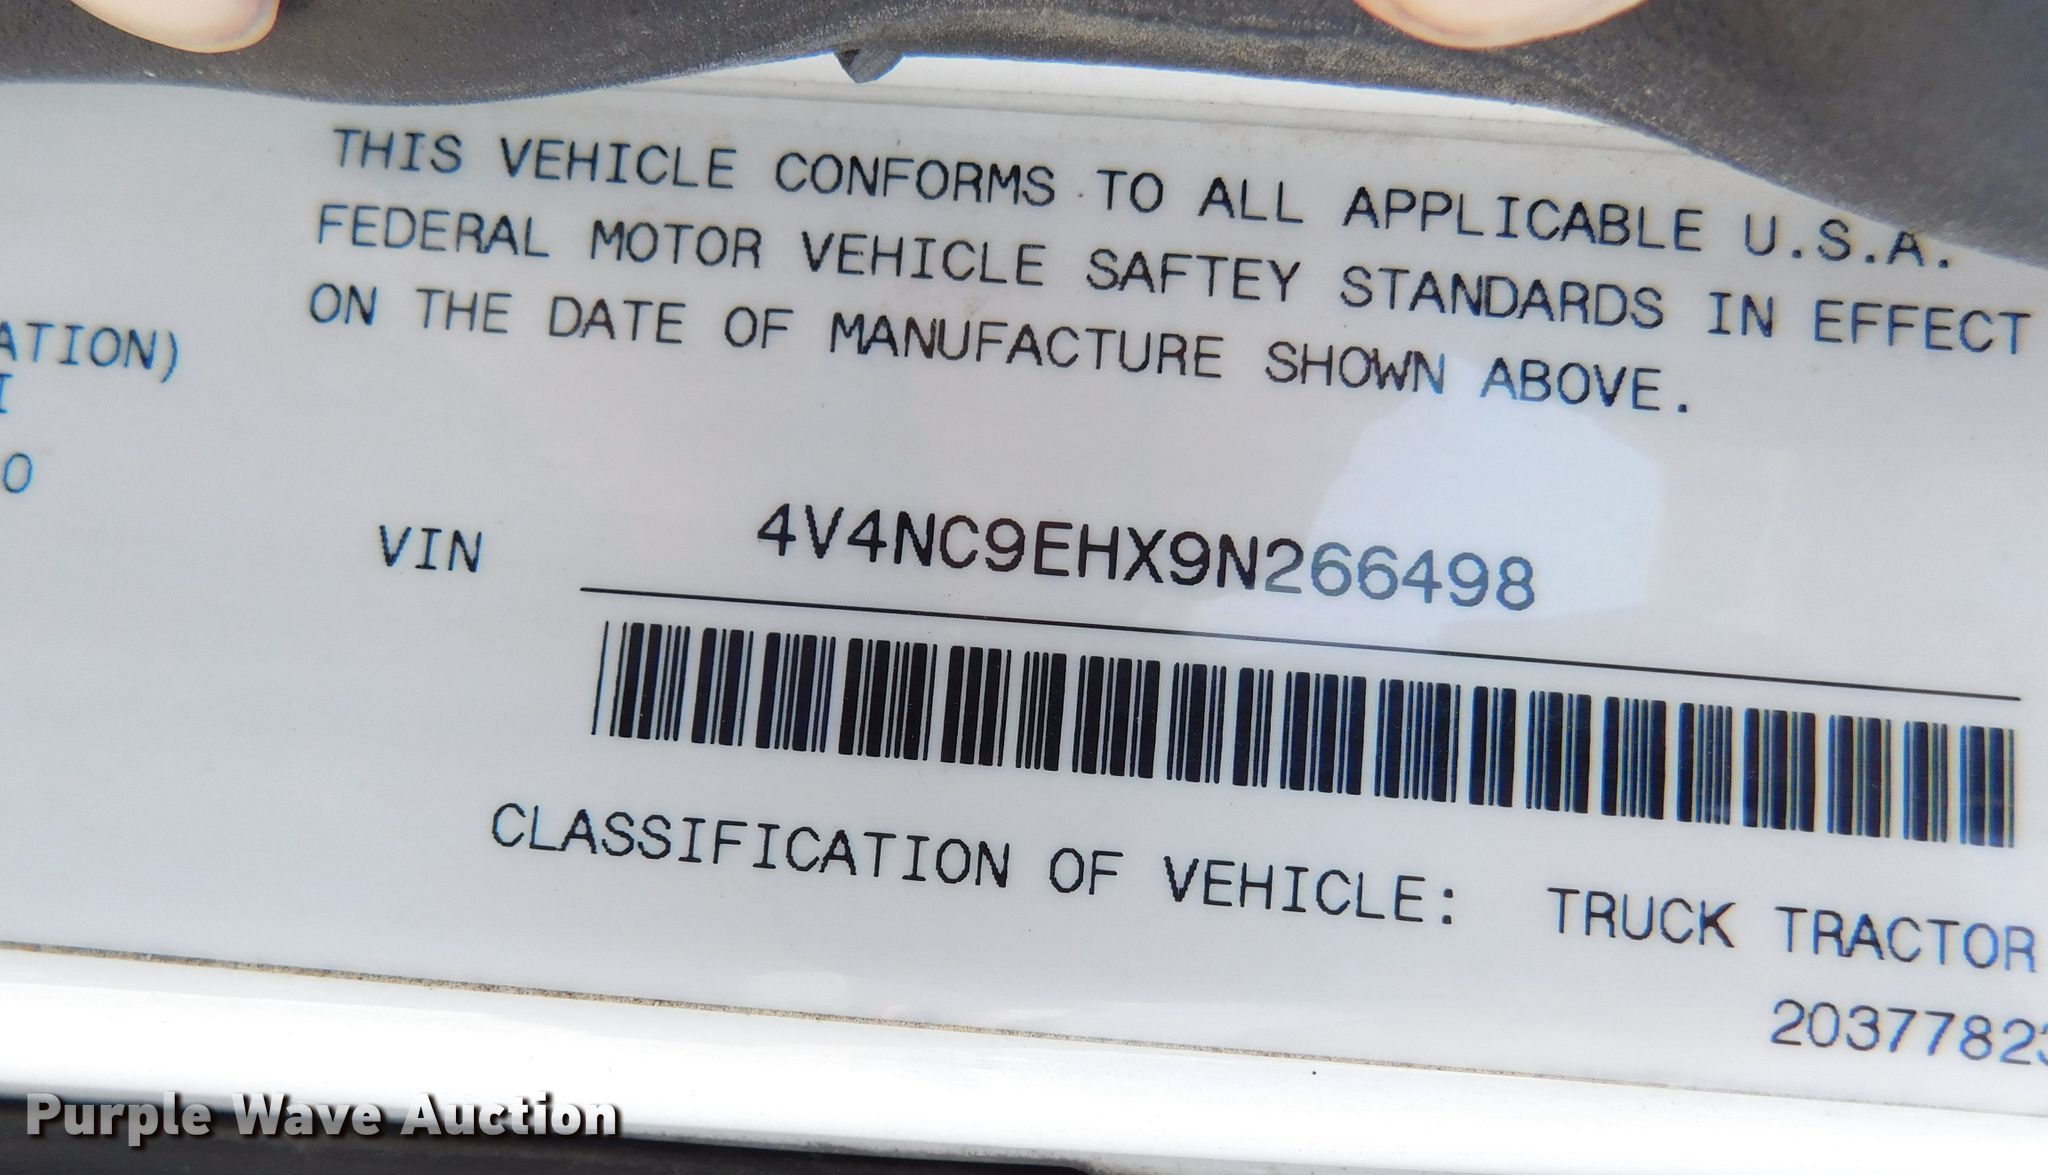 THIS VEHICLE CONFORMS TO ALL APPLICABLE U.S.A.
FEDERAL MOTOR VEHICLE SAFTEY STANDARDS IN EFFECT
ON THE DATE OF MANUFACTURE SHOWN ABOVE.
ATION)
I
O
VIN 4V4NC9EHX9N266498
CLASSIFICATION OF VEHICLE: TRUCK TRACTOR
20377823
Purple Wave Auction